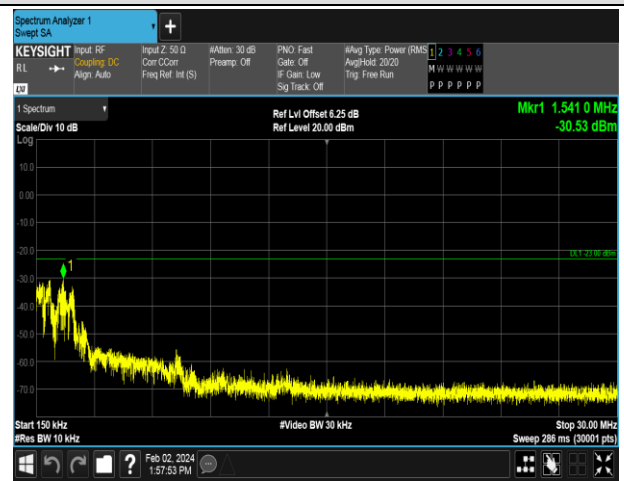 Spectrum Analyzer 1
Swept SA
KEYSIGHT
RL
LXI
Input: RF
Coupling: DC
Align: Auto
Input Z: 50 Ω
Corr CCorr
Freq Ref: Int (S)
#Atten: 30 dB
Preamp: Off
PNO: Fast
Gate: Off
IF Gain: Low
Sig Track: Off
#Avg Type: Power (RMS
Avg|Hold: 20/20
Trig: Free Run
1 2 3 4 5 6
M W W W W W
P P P P P P
1 Spectrum
Scale/Div 10 dB
Ref Lvl Offset 6.25 dB
Ref Level 20.00 dBm
Mkr1 1.541 0 MHz
-30.53 dBm
Log
10.0
0.00
-10.0
-20.0
-30.0
-40.0
-50.0
-60.0
-70.0
1
DL1 -23.00 dBm
Start 150 kHz
#Res BW 10 kHz
#Video BW 30 kHz
Stop 30.00 MHz
Sweep 286 ms (30001 pts)
?
Feb 02, 2024
1:57:53 PM